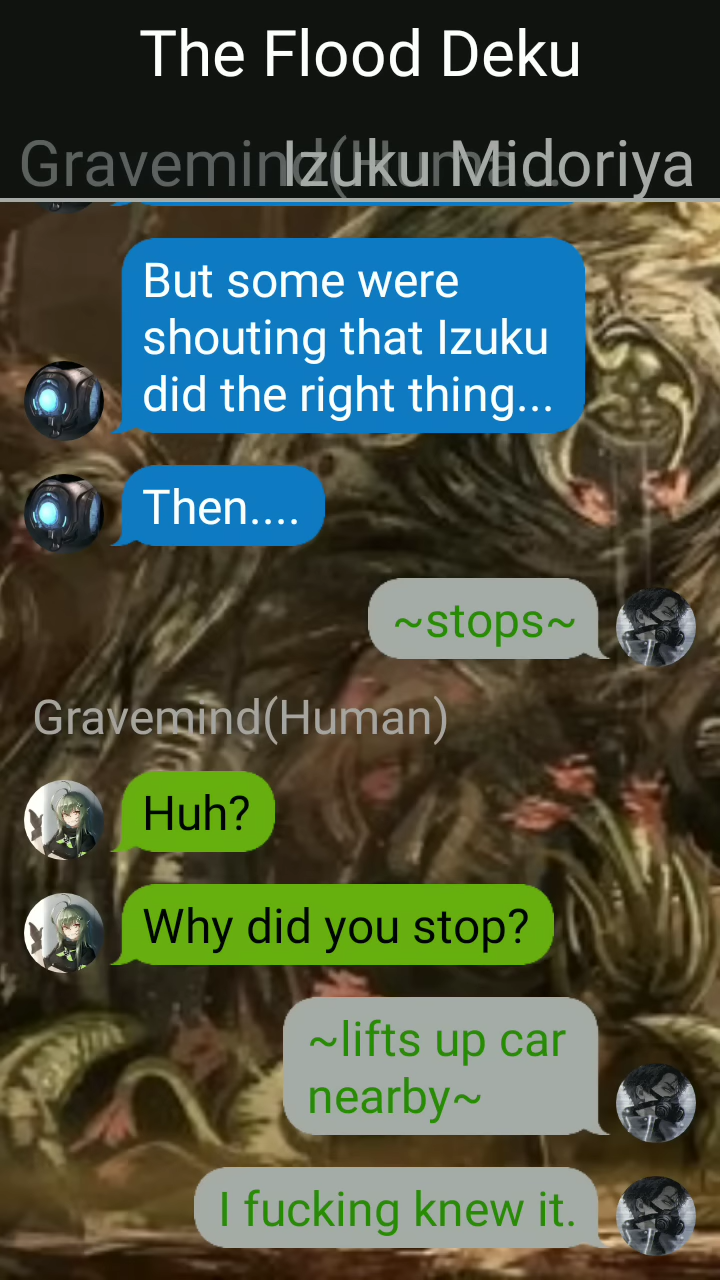 The Flood Deku
Izuku Midoriya
But some were
shouting that Izuku
did the right thing...
Then....
~stops~
Gravemind(Human)
Huh?
Why did you stop?
~lifts up car
nearby~
I fucking knew it.